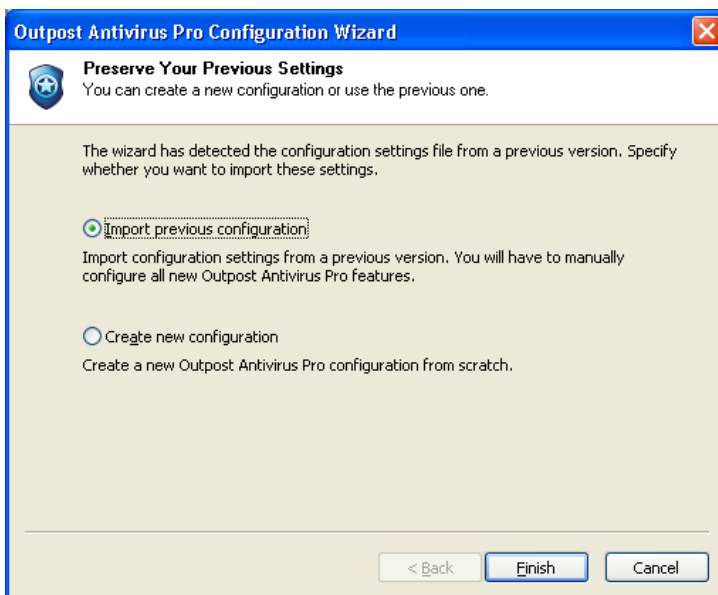 Outpost Antivirus Pro Configuration Wizard
Preserve Your Previous Settings
You can create a new configuration or use the previous one.
The wizard has detected the configuration settings file from a previous version. Specify
whether you want to import these settings.
Import previous configuration
Import configuration settings from a previous version. You will have to manually
configure all new Outpost Antivirus Pro features.
Create new configuration
Create a new Outpost Antivirus Pro configuration from scratch.
< Back
Finish
Cancel